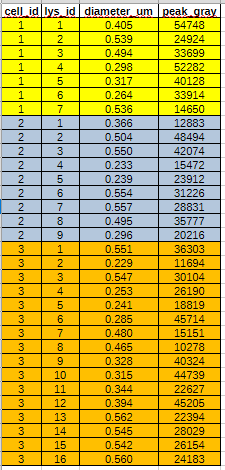 cell_id lys_id diameter_um peak_gray
1 1 0.405 54748
1 2 0.539 24924
1 3 0.494 33699
1 4 0.298 52282
1 5 0.317 40128
1 6 0.264 33914
1 7 0.536 14650
2 1 0.366 12883
2 2 0.504 48494
2 3 0.550 42074
2 4 0.233 15472
2 5 0.239 23912
2 6 0.554 31226
2 7 0.557 28831
2 8 0.495 35777
2 9 0.296 20216
3 1 0.551 36303
3 2 0.229 11694
3 3 0.547 30104
3 4 0.253 26190
3 5 0.241 18819
3 6 0.285 45714
3 7 0.480 15151
3 8 0.465 10278
3 9 0.328 40324
3 10 0.315 44739
3 11 0.344 22627
3 12 0.394 45205
3 13 0.562 22394
3 14 0.545 28029
3 15 0.542 26154
3 16 0.560 24183